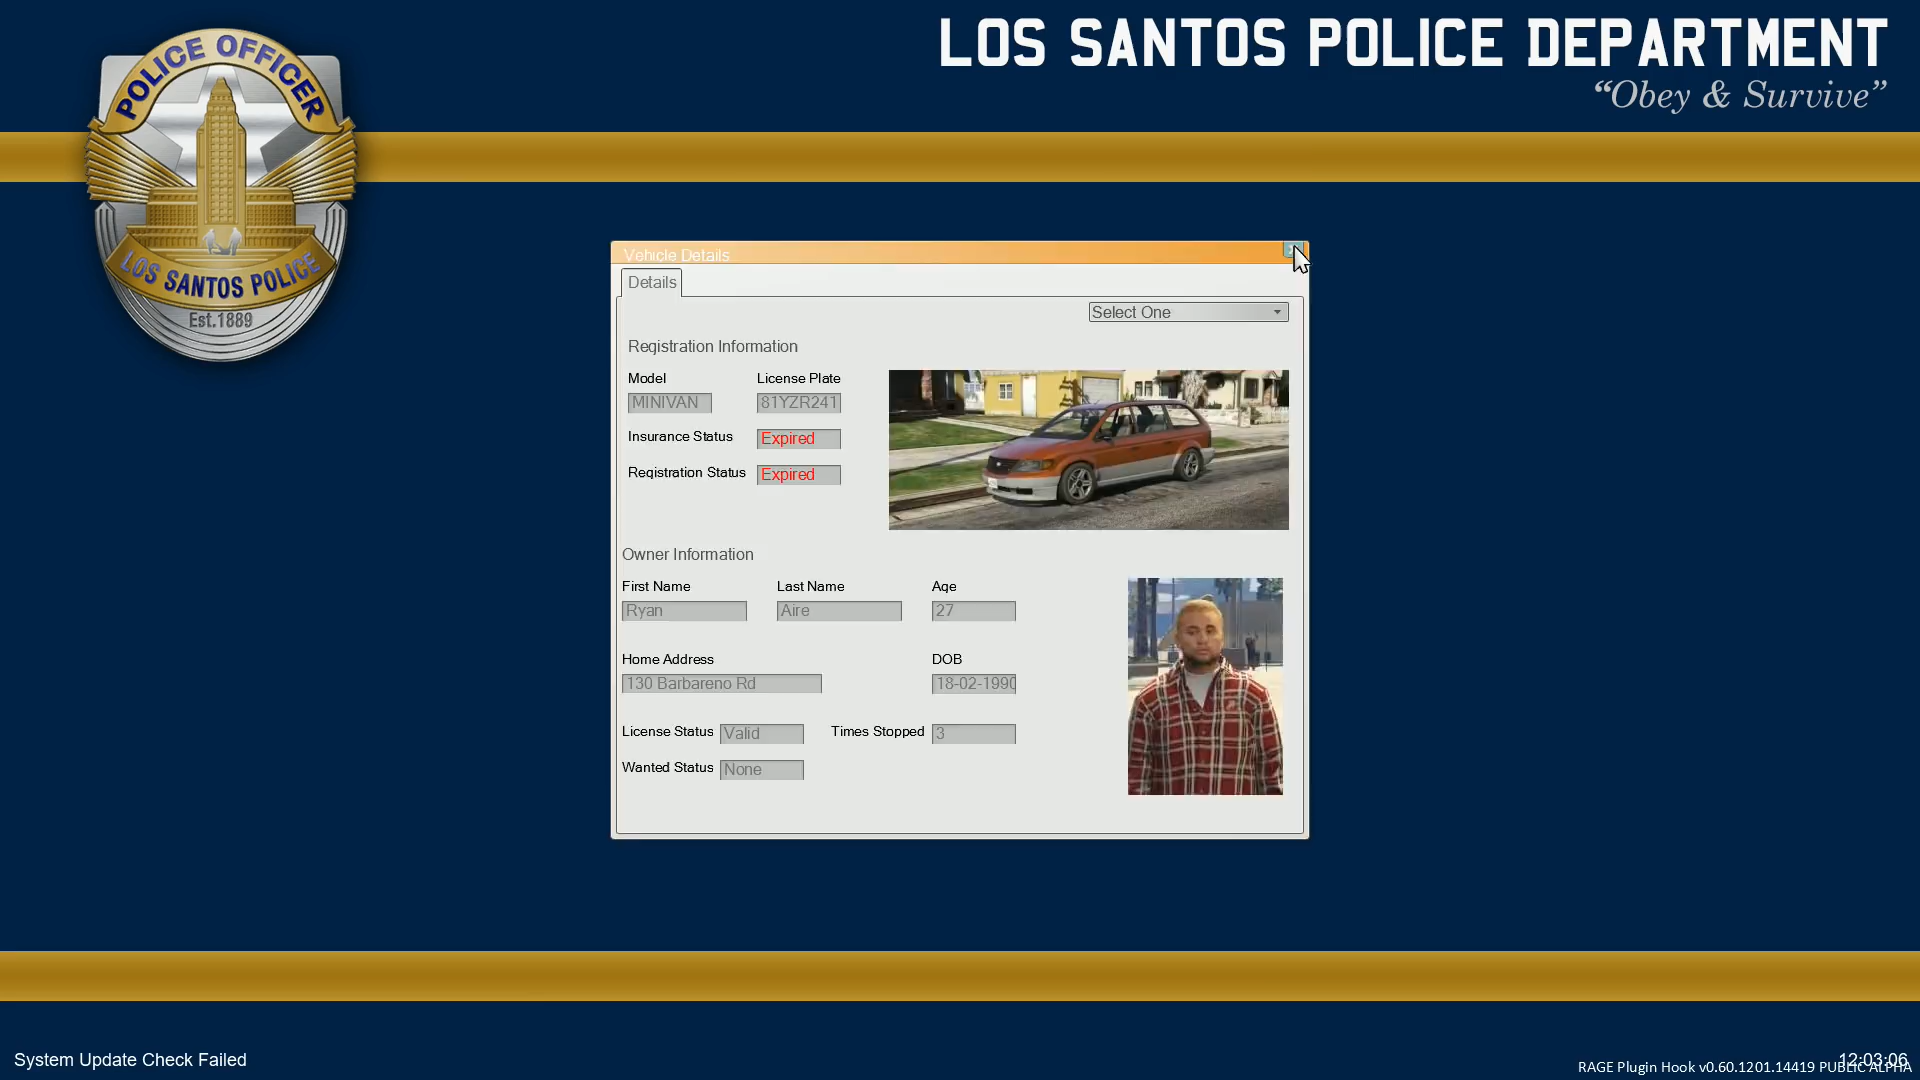 LOS SANTOS POLICE DEPARTMENT
“Obey & Survive”
POLICE OFFICER
LOS SANTOS POLICE
Est.1889
Vehicle Details
Details
Select One
Registration Information
Model License Plate
MINIVAN 81YZR241
Insurance Status Expired
Registration Status Expired
Owner Information
First Name Last Name Age
Ryan Aire 27
Home Address DOB
130 Barbareno Rd 18-02-1990
License Status Valid Times Stopped 3
Wanted Status None
System Update Check Failed
12:03:06
RAGE Plugin Hook v0.60.1201.14419 PUBLIC ALPHA